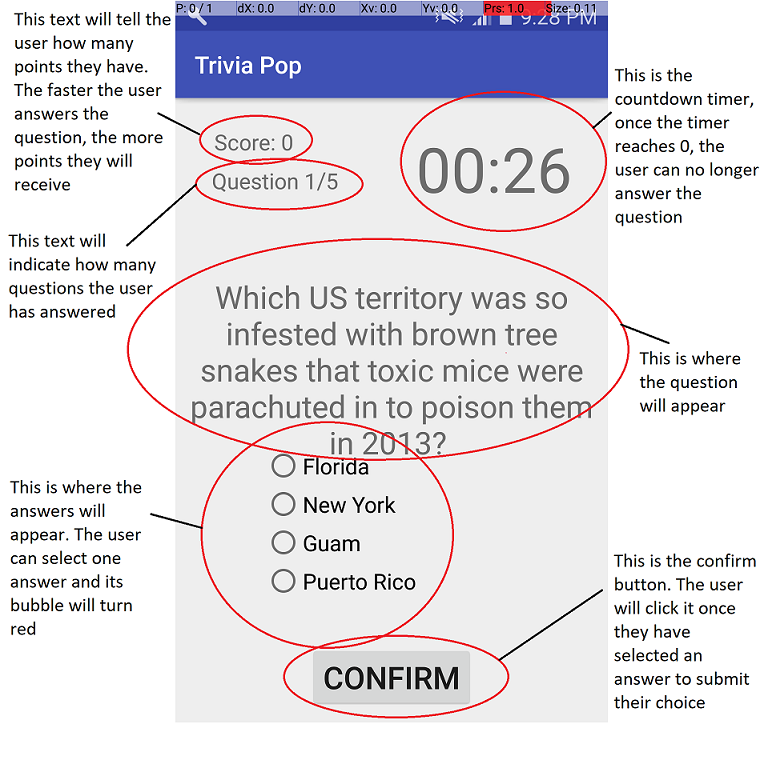 P: 0 / 1 dX: 0.0 dY: 0.0 Xv: 0.0 Yv: 0.0 Prs: 1.0 Size: 0.11
9:28 PM
Trivia Pop
This text will tell the
user how many
points they have.
The faster the user
answers the
question, the more
points they will
receive
Score: 0
Question 1/5
00:26
This is the
countdown timer,
once the timer
reaches 0, the
user can no longer
answer the
question
This text will
indicate how many
questions the user
has answered
Which US territory was so
infested with brown tree
snakes that toxic mice were
parachuted in to poison them
in 2013?
This is where
the question
will appear
This is where the
answers will
appear. The user
can select one
answer and its
bubble will turn
red
Florida
New York
Guam
Puerto Rico
CONFIRM
This is the confirm
button. The user
will click it once
they have
selected an
answer to submit
their choice